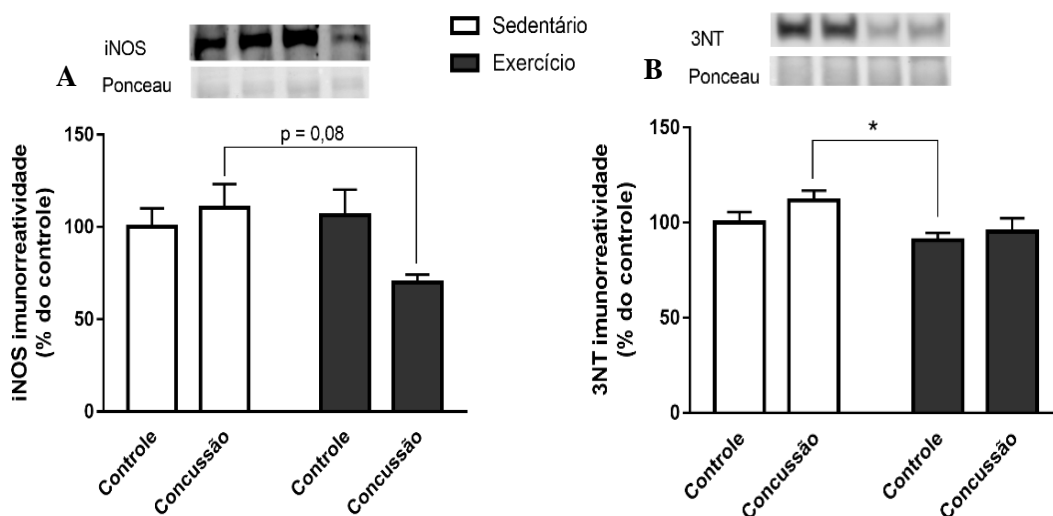 iNOS
Ponceau
A
Sedentário
Exercício
3NT
Ponceau
B
iNOS imunorreatividade
(% do controle)
150
100
50
0
p = 0,08
Controle
Concussão
Controle
Concussão
3NT imunorreatividade
(% do controle)
150
100
50
0
*
Controle
Concussão
Controle
Concussão